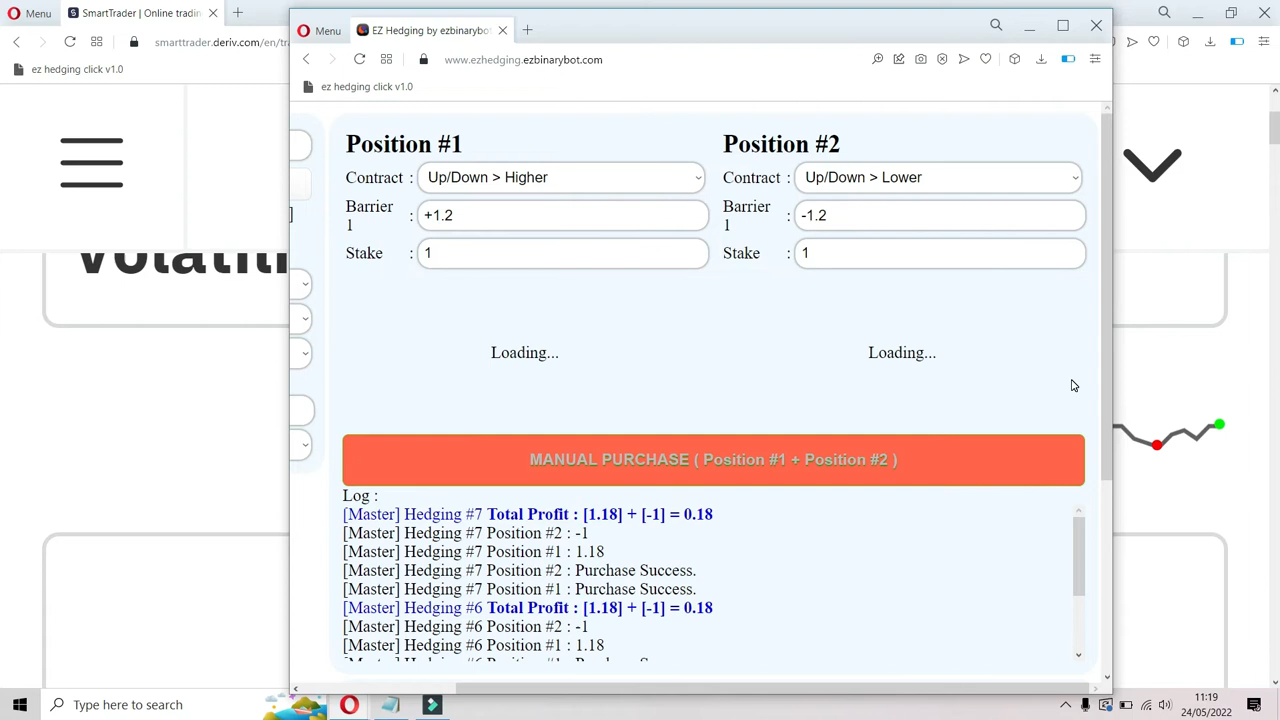 Menu
SmartTrader | Online tradin
smarttrader.deriv.com/en/tra
ez hedging click v1.0
Menu
EZ Hedging by ezbinarybot
www.ezhedging.ezbinarybot.com
ez hedging click v1.0
Position #1
Contract : Up/Down > Higher
Barrier
1 : +1.2
Stake : 1
Position #2
Contract : Up/Down > Lower
Barrier
1 : -1.2
Stake : 1
]
Loading...
Loading...
MANUAL PURCHASE ( Position #1 + Position #2 )
Log :
[Master] Hedging #7 Total Profit : [1.18] + [-1] = 0.18
[Master] Hedging #7 Position #2 : -1
[Master] Hedging #7 Position #1 : 1.18
[Master] Hedging #7 Position #2 : Purchase Success.
[Master] Hedging #7 Position #1 : Purchase Success.
[Master] Hedging #6 Total Profit : [1.18] + [-1] = 0.18
[Master] Hedging #6 Position #2 : -1
[Master] Hedging #6 Position #1 : 1.18
Type here to search
11:19
24/05/2022